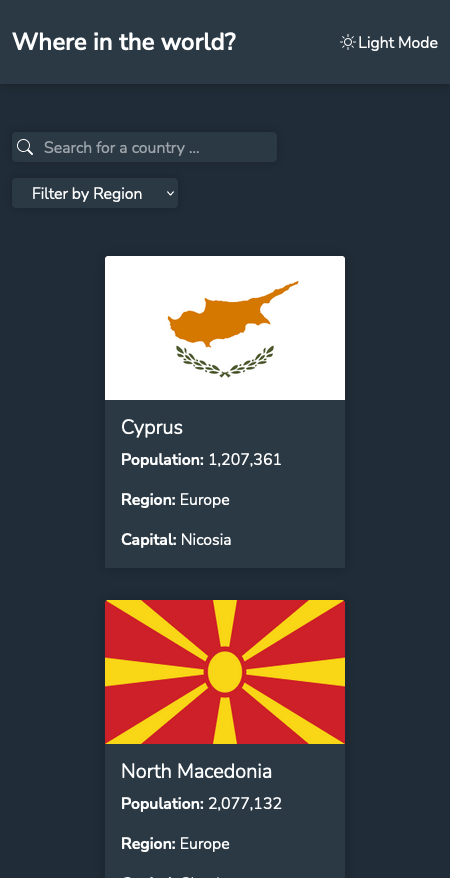 Where in the world?
Light Mode
Search for a country ...
Filter by Region
Cyprus
Population: 1,207,361
Region: Europe
Capital: Nicosia
North Macedonia
Population: 2,077,132
Region: Europe